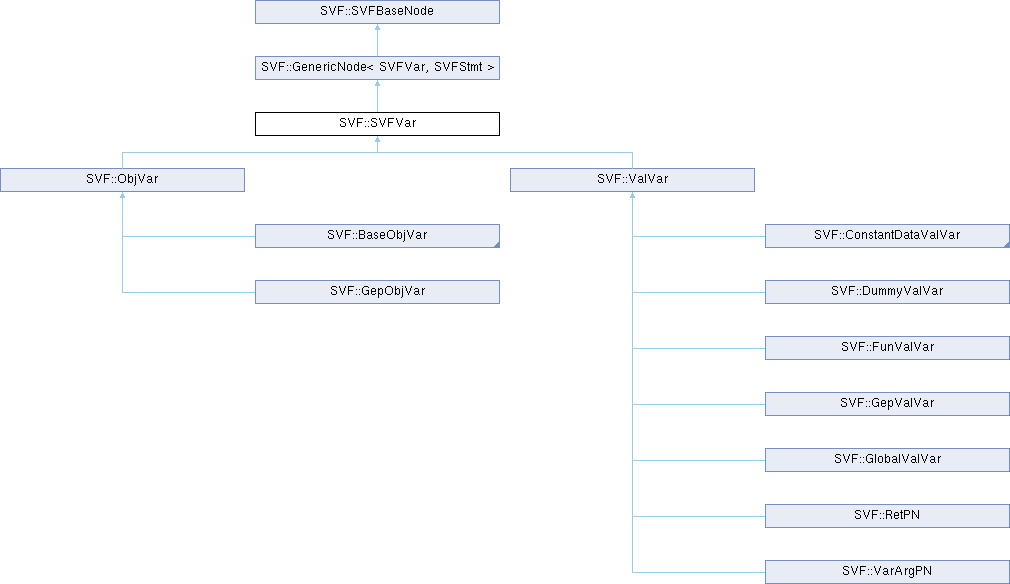 SVF::SVFBaseNode
SVF::GenericNode< SVFVar, SVFStmt >
SVF::SVFVar
SVF::ObjVar
SVF::ValVar
SVF::BaseObjVar
SVF::ConstantDataValVar
SVF::GepObjVar
SVF::DummyValVar
SVF::FunValVar
SVF::GepValVar
SVF::GlobalValVar
SVF::RetPN
SVF::VarArgPN